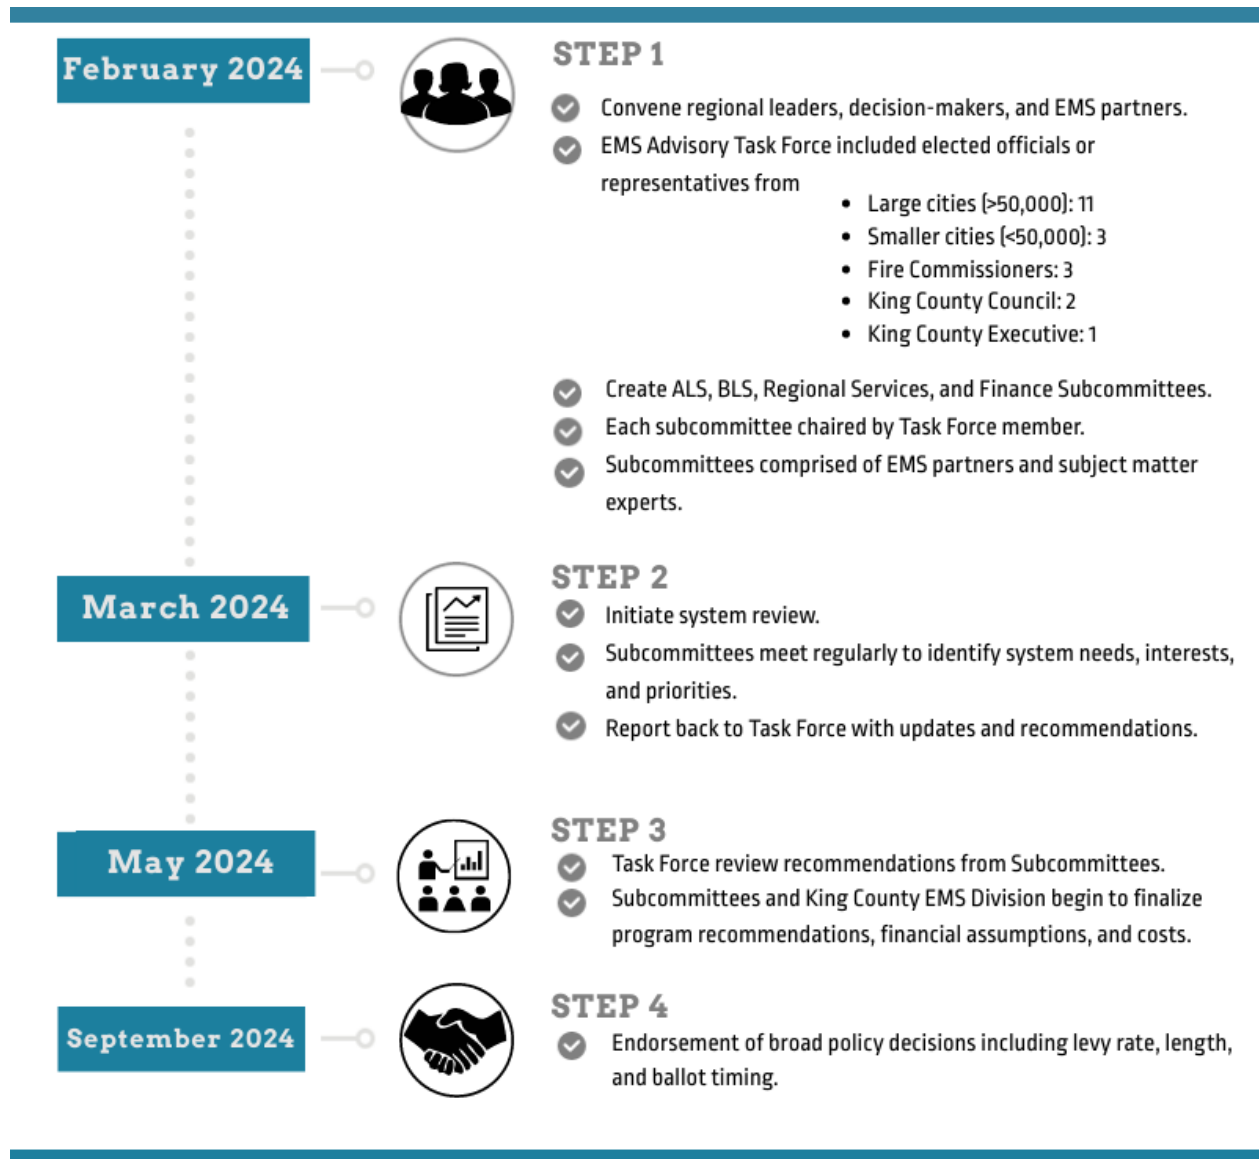 February 2024
STEP 1
Convene regional leaders, decision-makers, and EMS partners.
EMS Advisory Task Force included elected officials or
representatives from
• Large cities (>50,000): 11
• Smaller cities (<50,000): 3
• Fire Commissioners: 3
• King County Council: 2
• King County Executive: 1
Create ALS, BLS, Regional Services, and Finance Subcommittees.
Each subcommittee chaired by Task Force member.
Subcommittees comprised of EMS partners and subject matter
experts.
March 2024
STEP 2
Initiate system review.
Subcommittees meet regularly to identify system needs, interests,
and priorities.
Report back to Task Force with updates and recommendations.
May 2024
STEP 3
Task Force review recommendations from Subcommittees.
Subcommittees and King County EMS Division begin to finalize
program recommendations, financial assumptions, and costs.
September 2024
STEP 4
Endorsement of broad policy decisions including levy rate, length,
and ballot timing.